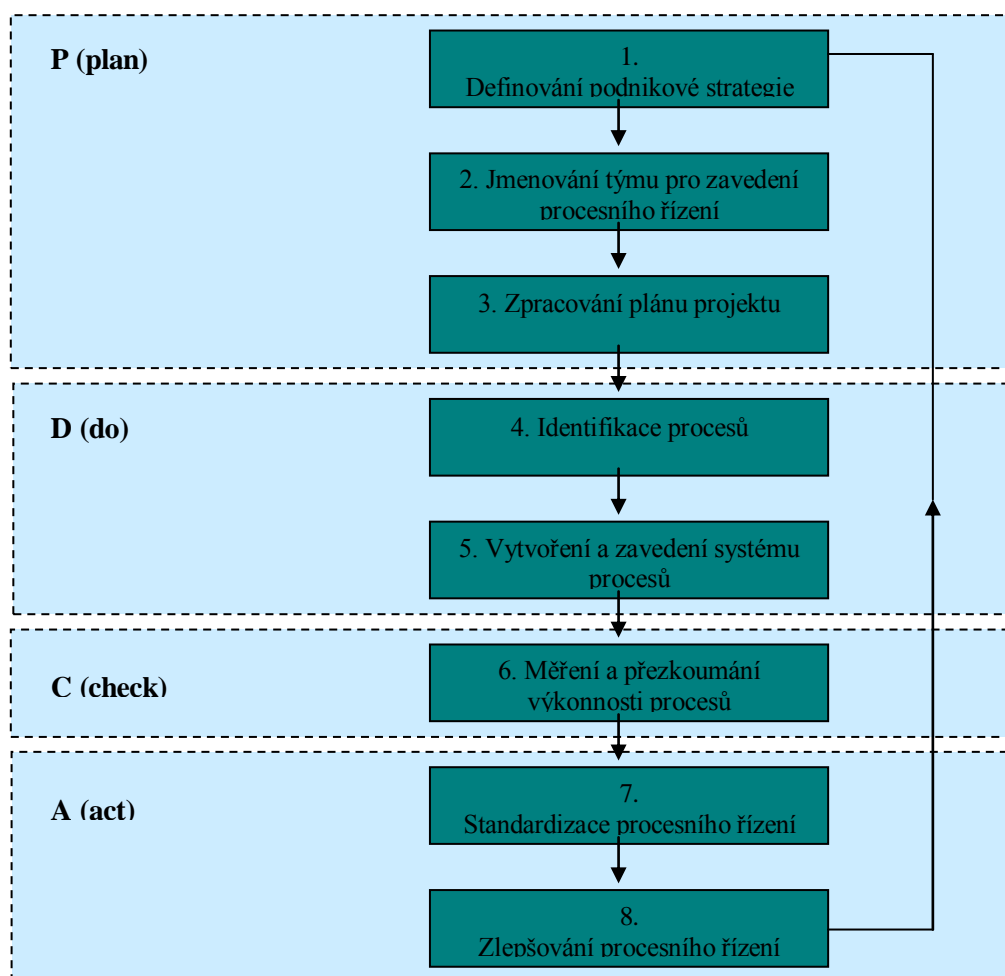 P (plan)
1.
Definování podnikové strategie
2. Jmenování týmu pro zavedení
procesního řízení
3. Zpracování plánu projektu
D (do)
4. Identifikace procesů
5. Vytvoření a zavedení systému
procesů
C (check)
6. Měření a přezkoumání
výkonnosti procesů
A (act)
7.
Standardizace procesního řízení
8.
Zlepšování procesního řízení